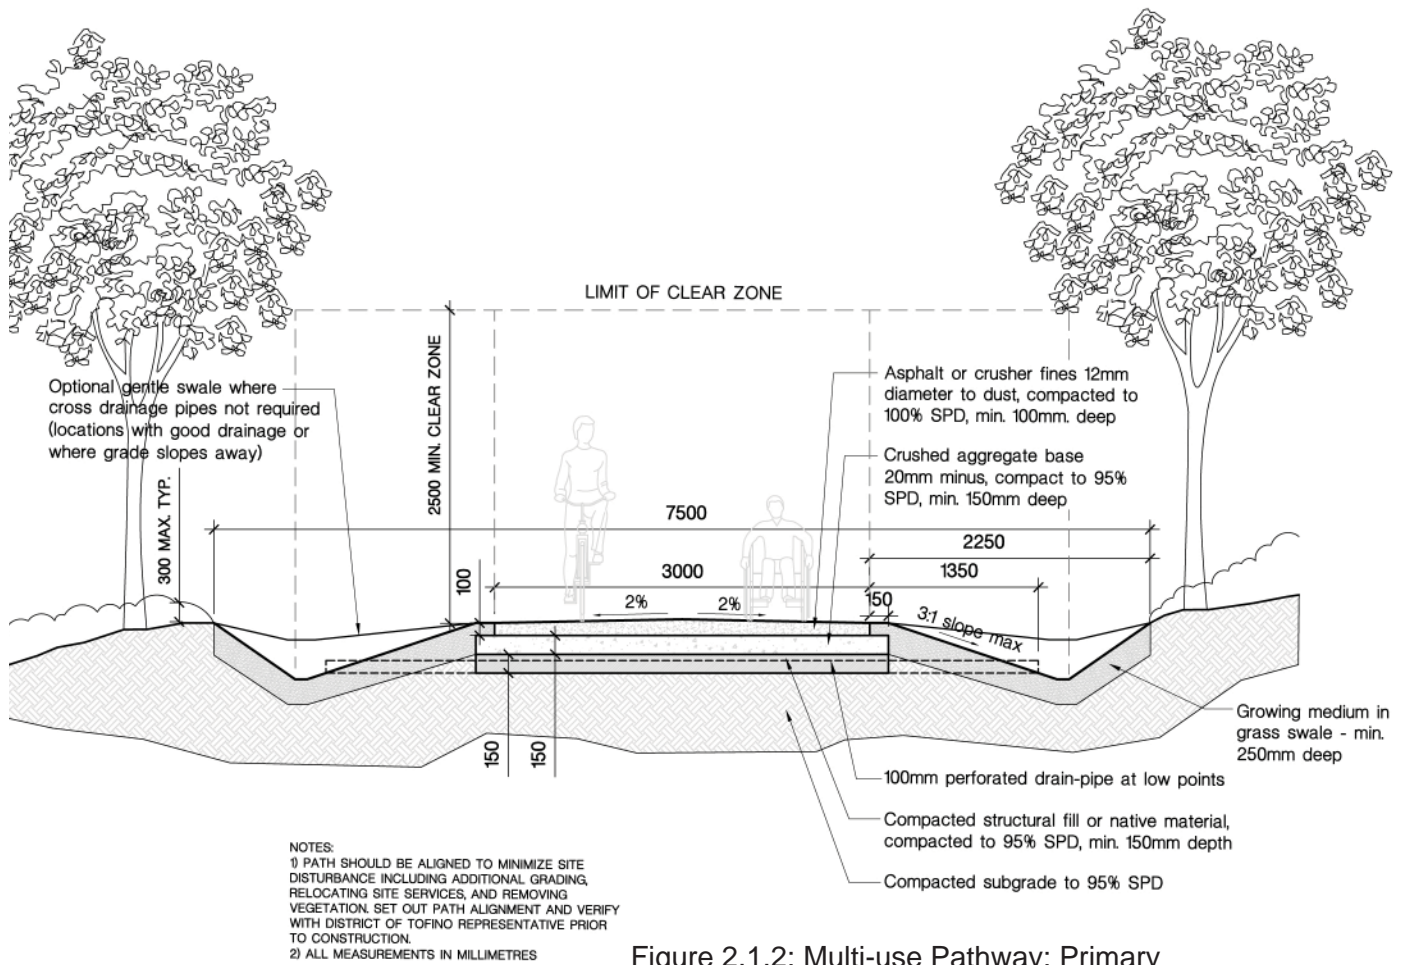 LIMIT OF CLEAR ZONE
2500 MIN. CLEAR ZONE
Optional gentle swale where
cross drainage pipes not required
(locations with good drainage or
where grade slopes away)
300 MAX. TYP.
Asphalt or crusher fines 12mm
diameter to dust, compacted to
100% SPD, min. 100mm. deep
Crushed aggregate base
20mm minus, compact to 95%
SPD, min. 150mm deep
7500
2250
3000
1350
100
150
2%
2%
3:1 slope max
150
150
Growing medium in
grass swale - min.
250mm deep
100mm perforated drain-pipe at low points
Compacted structural fill or native material,
compacted to 95% SPD, min. 150mm depth
Compacted subgrade to 95% SPD
NOTES:
1) PATH SHOULD BE ALIGNED TO MINIMIZE SITE
DISTURBANCE INCLUDING ADDITIONAL GRADING,
RELOCATING SITE SERVICES, AND REMOVING
VEGETATION. SET OUT PATH ALIGNMENT AND VERIFY
WITH DISTRICT OF TOFINO REPRESENTATIVE PRIOR
TO CONSTRUCTION.
2) ALL MEASUREMENTS IN MILLIMETRES
Figure 2.1.2: Multi-use Pathway: Primary